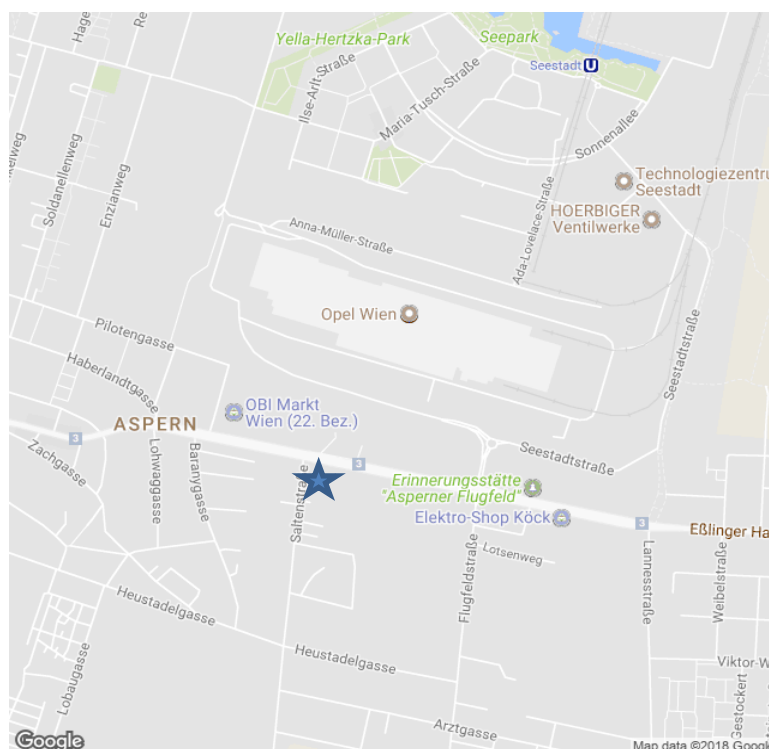 Yella-Hertzka-Park
Seepark
Seestadt U
Ilse-Arlt-Straße
Maria-Tusch-Straße
Sonnenallee
Soldanellenweg
Enzianweg
Technologiezentru
Seestadt
HOERBIGER
Ventilwerke
Anna-Müller-Straße
Ada-Lovelace-Straße
Opel Wien
Pilotengasse
Haberlandtgasse
Seestadtstraße
OBI Markt
Wien (22. Bez.)
ASPERN
3
Zachgasse
Lohwaggasse
Baranygasse
Saltenstraße
3
Seestadtstraße
Erinnerungsstätte
"Asperner Flugfeld"
Elektro-Shop Köck
3
Eßlinger Ha
Lotsenweg
Flugfeldstraße
Lannesstraße
Weibelstraße
Heustadelgasse
Heustadelgasse
Lobaugasse
Viktor-W
Gestockert
Arztgasse
Google
Map data ©2018 Googl